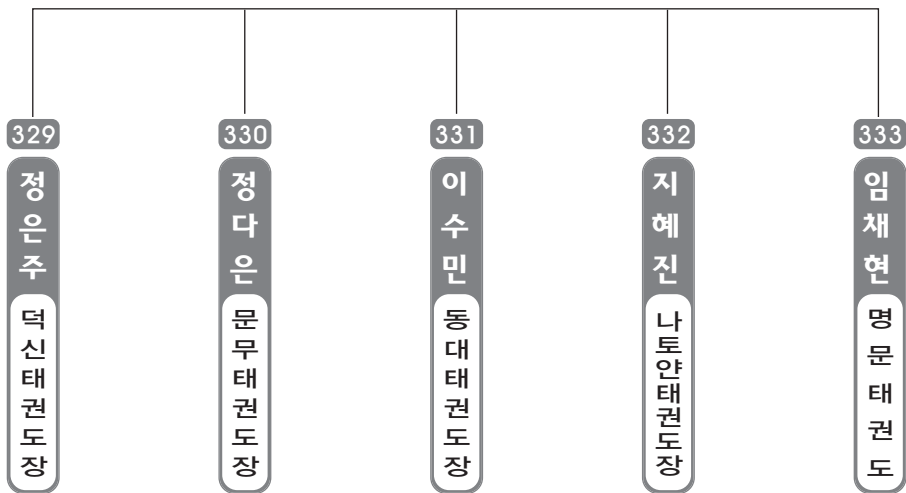 329
정은주
덕신태권도장
330
정다은
문무태권도장
331
이수민
동대태권도장
332
지혜진
나토얀태권도장
333
임채현
명문태권도